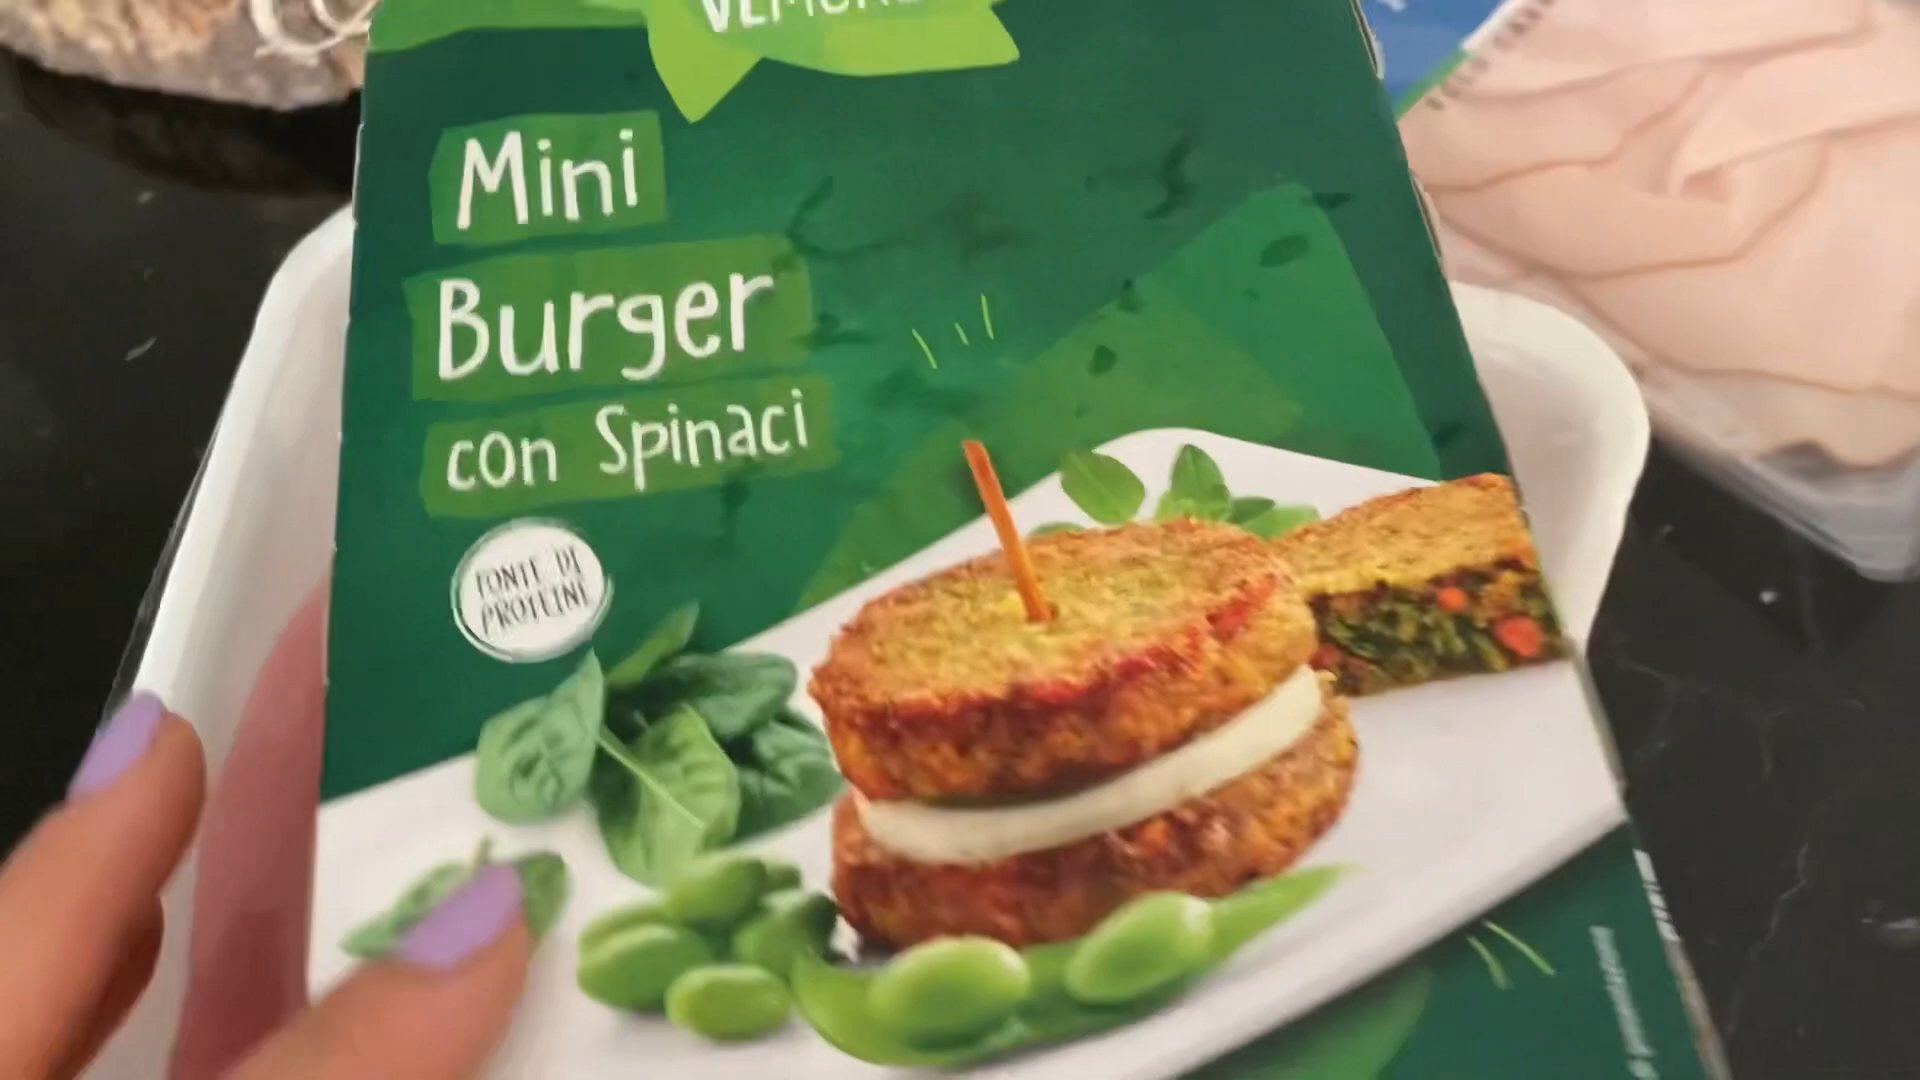 Mini
Burger
con Spinaci
FONTE DI
PROTEINE